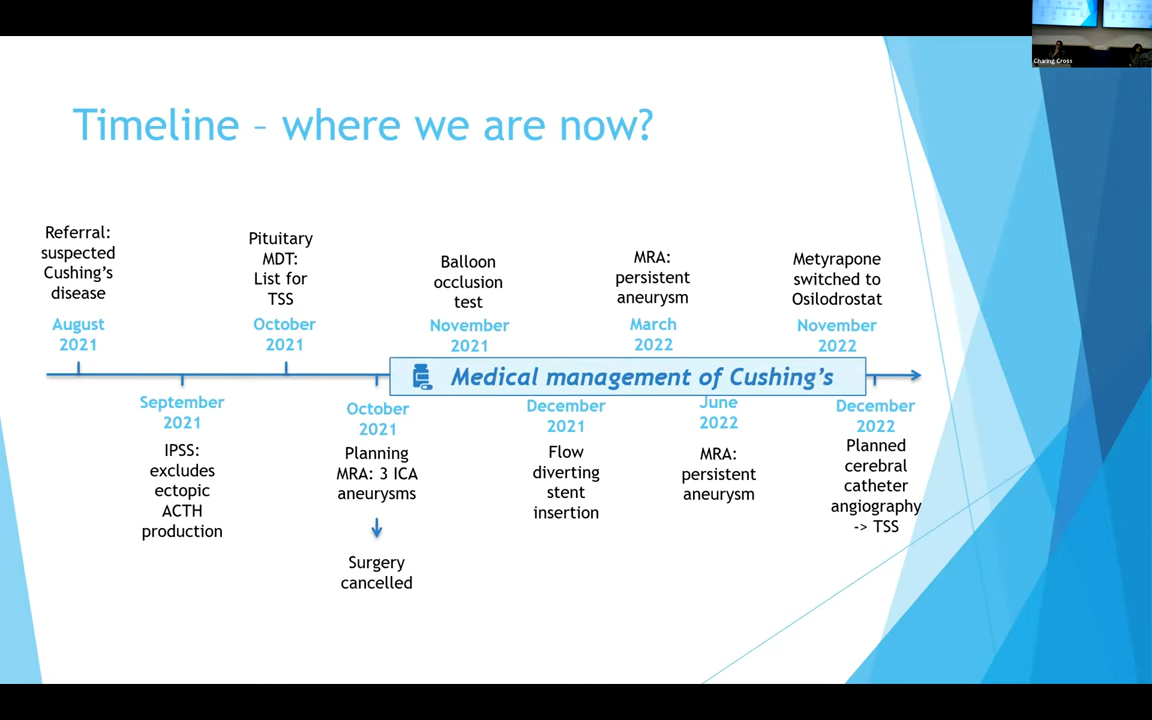 Charing Cross
Timeline – where we are now?
Referral:
suspected
Cushing's
disease
August
2021
September
2021
IPSS:
excludes
ectopic
ACTH
production
Pituitary
MDT:
List for
TSS
October
2021
October
2021
Planning
MRA: 3 ICA
aneurysms
Surgery
cancelled
Balloon
occlusion
test
November
2021
Medical management of Cushing's
December
2021
Flow
diverting
stent
insertion
MRA:
persistent
aneurysm
March
2022
June
2022
MRA:
persistent
aneurysm
Metyrapone
switched to
Osilodrostat
November
2022
December
2022
Planned
cerebral
catheter
angiography
-> TSS